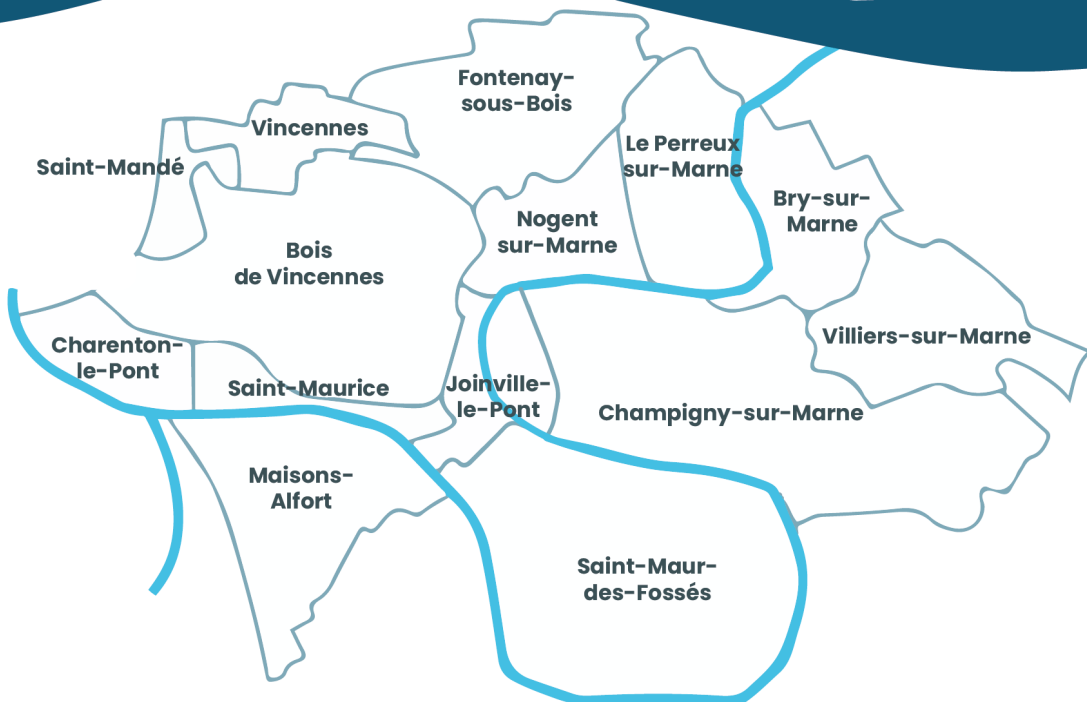 Fontenay-
sous-Bois
Vincennes
Le Perreux
sur-Marne
Saint-Mandé
Bry-sur-
Marne
Nogent
sur-Marne
Bois
de Vincennes
Villiers-sur-Marne
Charenton-
le-Pont
Saint-Maurice
Joinville-
le-Pont
Champigny-sur-Marne
Maisons-
Alfort
Saint-Maur-
des-Fossés